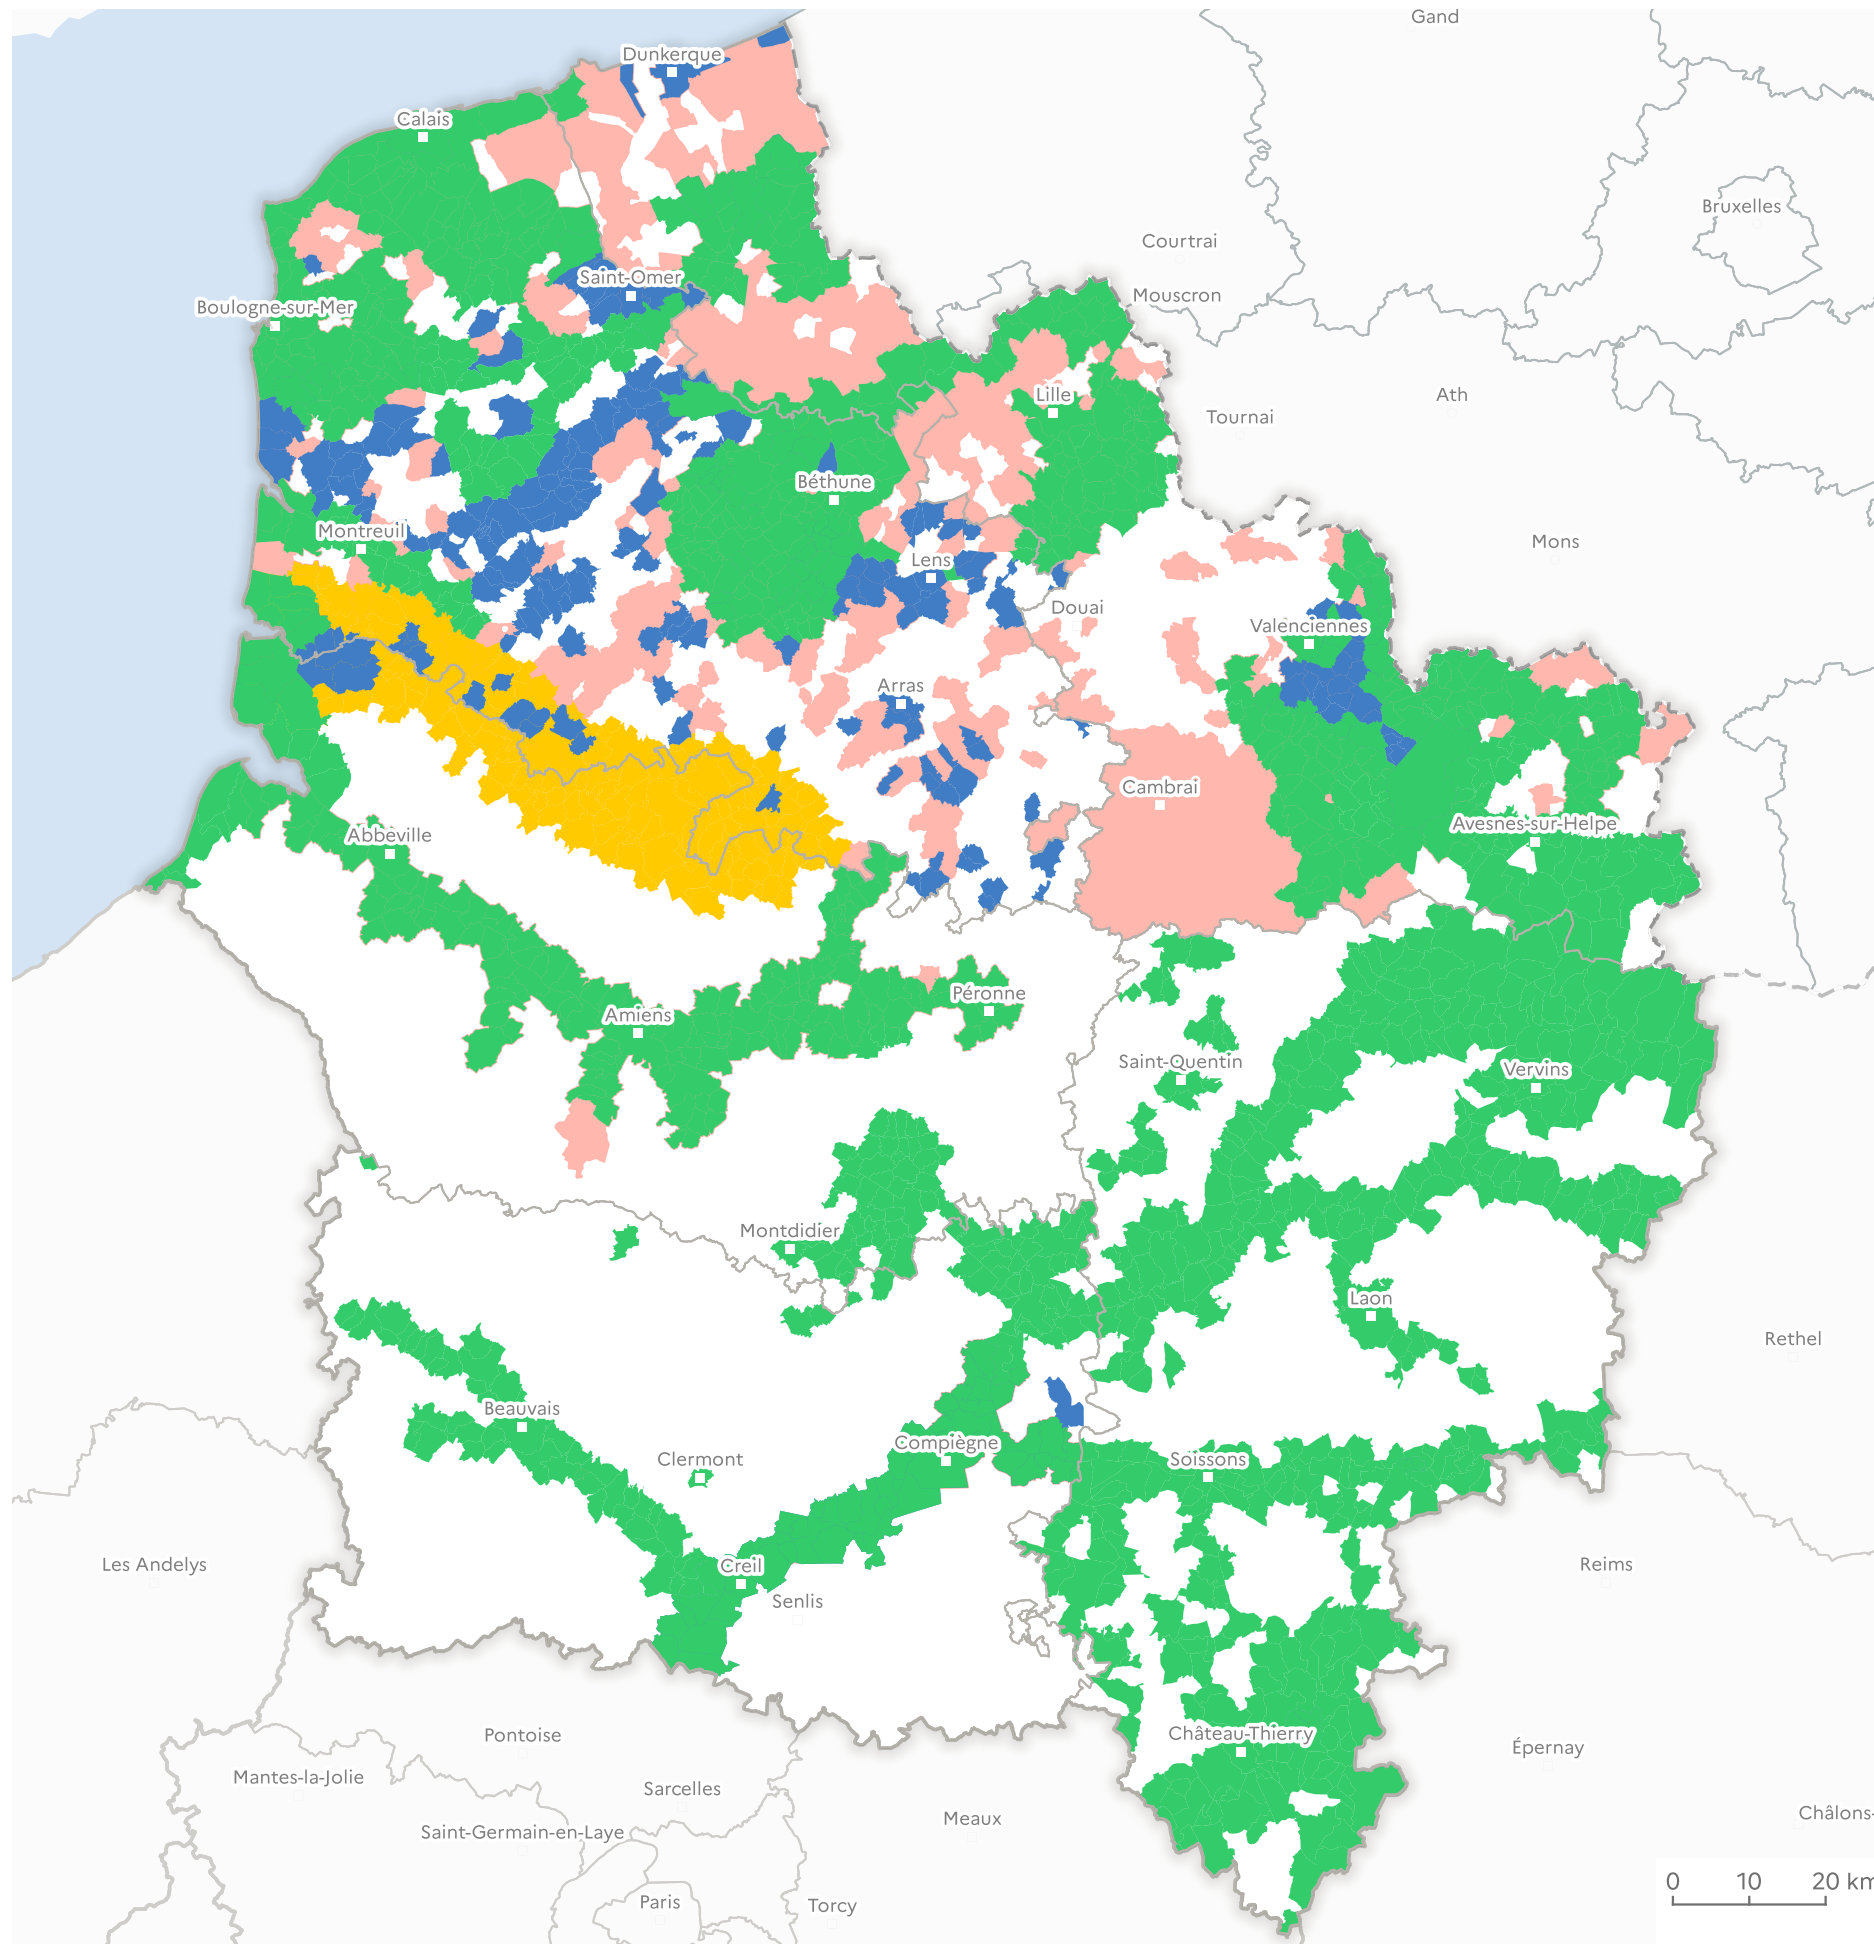 Gand
Dunkerque
Calais
Bruxelles
Courtrai
Saint-Omer
Mouscron
Boulogne-sur-Mer
Lille
Ath
Tournai
Béthune
Montreuil
Mons
Lens
Douai
Valenciennes
Arras
Cambrai
Avesnes-sur-Helpe
Abbeville
Péronne
Amiens
Saint-Quentin
Vervins
Montdidier
Laon
Rethel
Beauvais
Compiègne
Clermont
Soissons
Les Andelys
Creil
Reims
Senlis
Pontoise
Château-Thierry
Épernay
Mantes-la-Jolie
Sarcelles
Meaux
Châlons-
Saint-Germain-en-Laye
Paris
Torcy
0 10 20 km